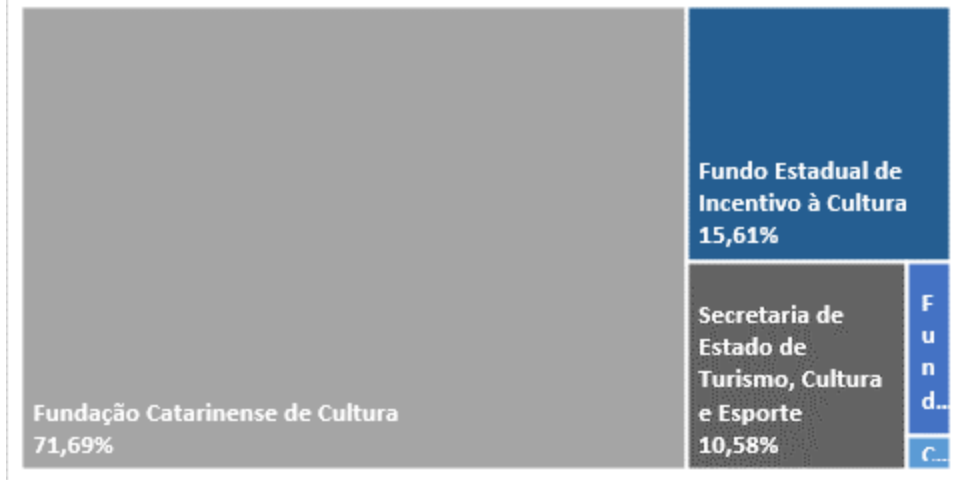 Fundação Catarinense de Cultura
71,69%
Fundo Estadual de
Incentivo à Cultura
15,61%
Secretaria de
Estado de
Turismo, Cultura
e Esporte
10,58%
F
u
n
d...
C...